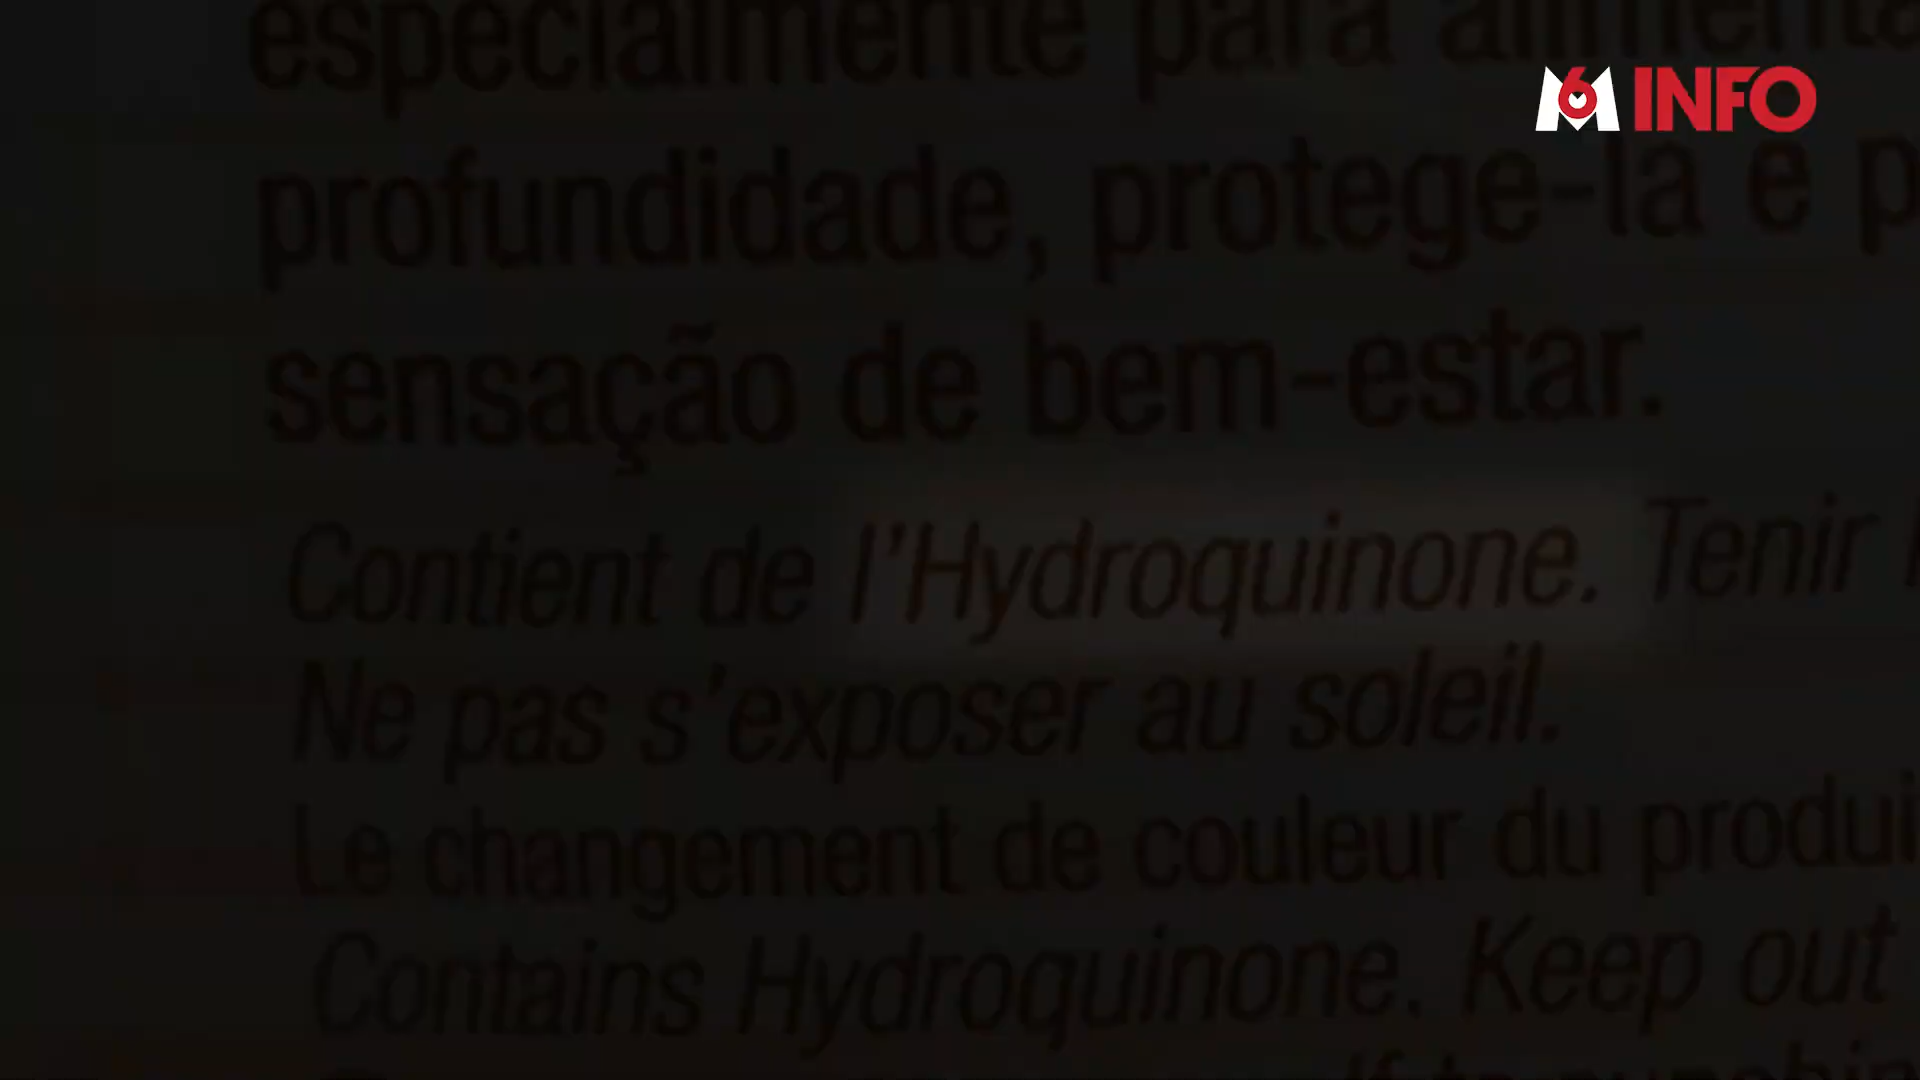 especialmente para
M6 INFO
profundidade, protege-la e
sensação de bem-estar.
Contient de l'Hydroquinone. Tenir
Ne pas s'exposer au soleil.
Le changement de couleur du
Contains Hydroquinone. Keep out